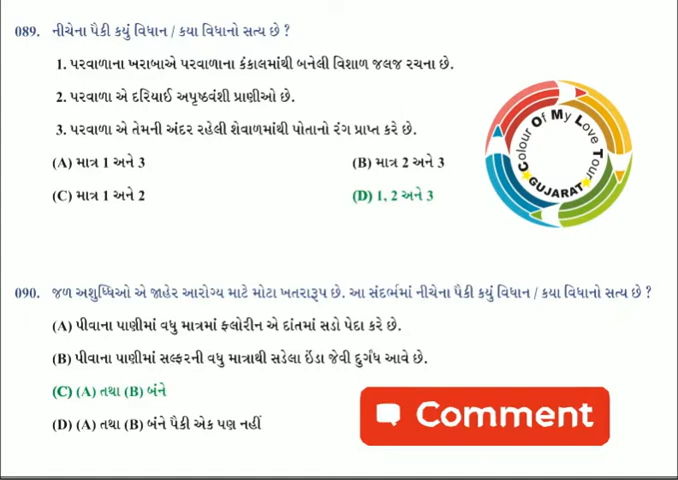 089. નીચેના પૈકી કયું વિધાન / કયા વિધાનો સત્ય છે ?
1. પરવાળાના ખરાબાએ પરવાળાના કંકાલમાંથી બનેલી વિશાળ જલજ રચના છે.
2. પરવાળા એ દરિયાઈ અપૃષ્ઠવંશી પ્રાણીઓ છે.
3. પરવાળા એ તેમની અંદર રહેલી શેવાળમાંથી પોતાનો રંગ પ્રાપ્ત કરે છે.
(A) માત્ર 1 અને 3 (B) માત્ર 2 અને 3
(C) માત્ર 1 અને 2 (D) 1, 2 અને 3
Colour Of My Love Tour
GUJARAT
090. જળ અશુધ્ધિઓ એ જાહેર આરોગ્ય માટે મોટા ખતરારૂપ છે. આ સંદર્ભમાં નીચેના પૈકી કયું વિધાન / કયા વિધાનો સત્ય છે ?
(A) પીવાના પાણીમાં વધુ માત્રમાં ફ્લોરીન એ દાંતમાં સડો પેદા કરે છે.
(B) પીવાના પાણીમાં સલ્ફરની વધુ માત્રાથી સડેલા ઈંડા જેવી દુર્ગંધ આવે છે.
(C) (A) તથા (B) બંને
(D) (A) તથા (B) બંને પૈકી એક પણ નહીં
Comment